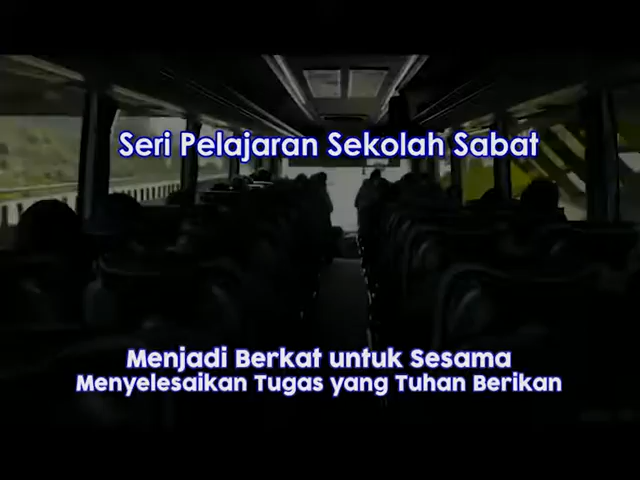 Seri Pelajaran Sekolah Sabat
Menjadi Berkat untuk Sesama
Menyelesaikan Tugas yang Tuhan Berikan